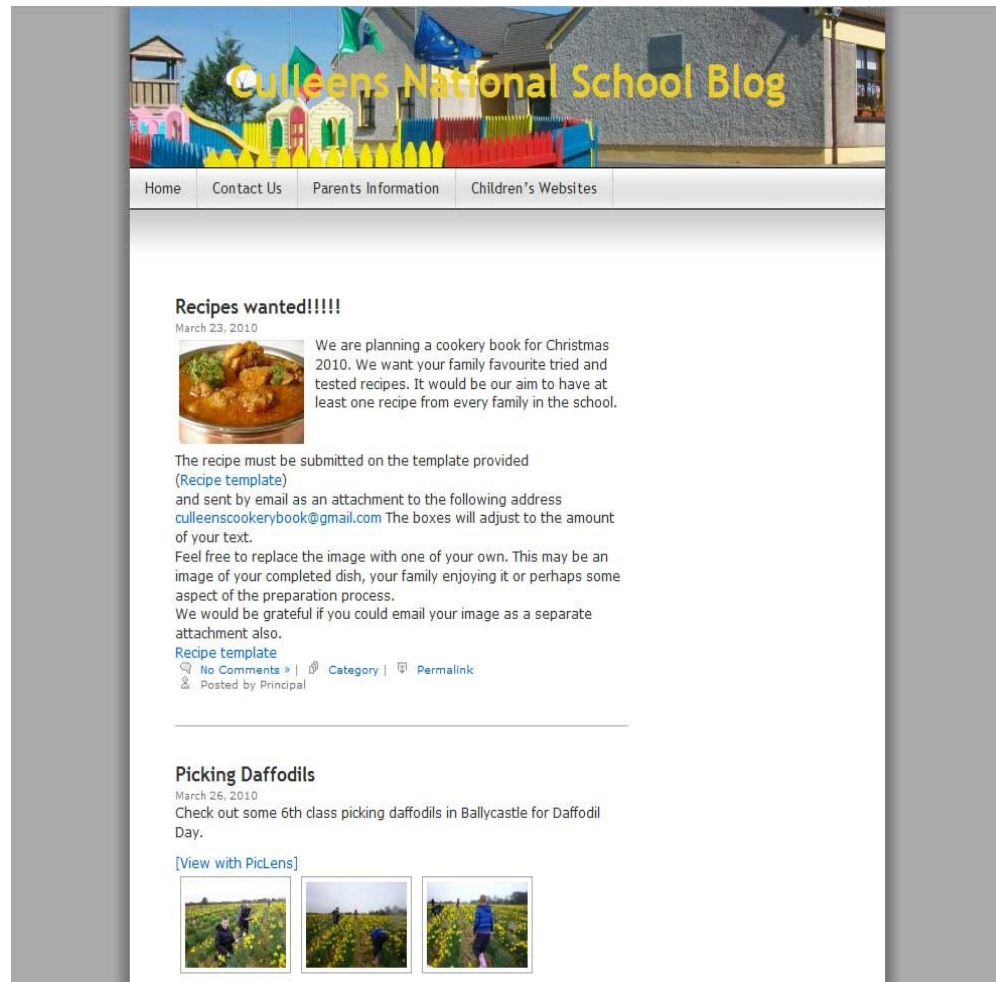 Culleens National School Blog
Home Contact Us Parents Information Children's Websites
Recipes wanted!!!!!
March 23, 2010
We are planning a cookery book for Christmas
2010. We want your family favourite tried and
tested recipes. It would be our aim to have at
least one recipe from every family in the school.
The recipe must be submitted on the template provided
(Recipe template)
and sent by email as an attachment to the following address
culleenscookerybook@gmail.com The boxes will adjust to the amount
of your text.
Feel free to replace the image with one of your own. This may be an
image of your completed dish, your family enjoying it or perhaps some
aspect of the preparation process.
We would be grateful if you could email your image as a separate
attachment also.
Recipe template
No Comments » | Category | Permalink
Posted by Principal
Picking Daffodils
March 26, 2010
Check out some 6th class picking daffodils in Ballycastle for Daffodil
Day.
[View with PicLens]